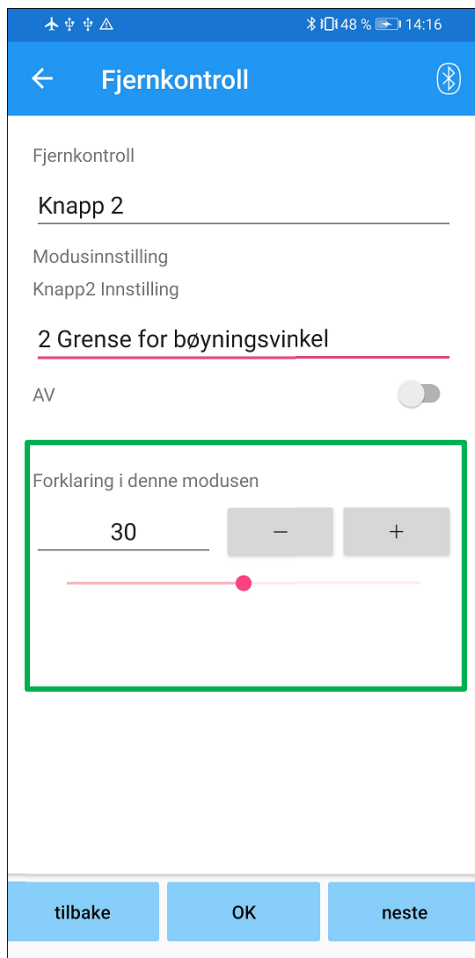 48 % 14:16
Fjernkontroll
Fjernkontroll
Knapp 2
Modusinnstilling
Knapp2 Innstilling
2 Grense for bøyningsvinkel
AV
Forklaring i denne modusen
30 − +
tilbake OK neste